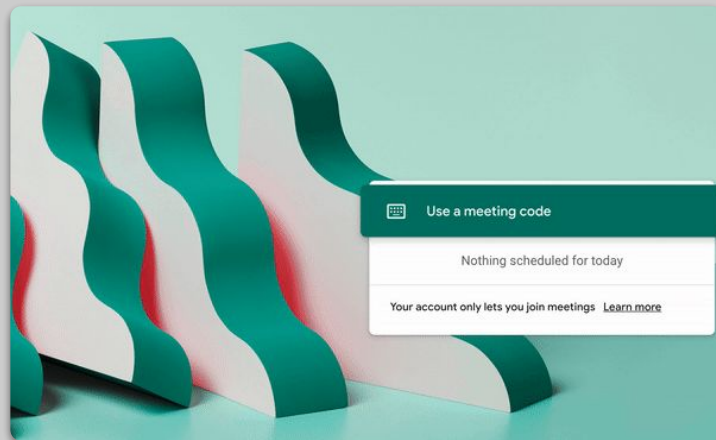 Use a meeting code
Nothing scheduled for today
Your account only lets you join meetings Learn more